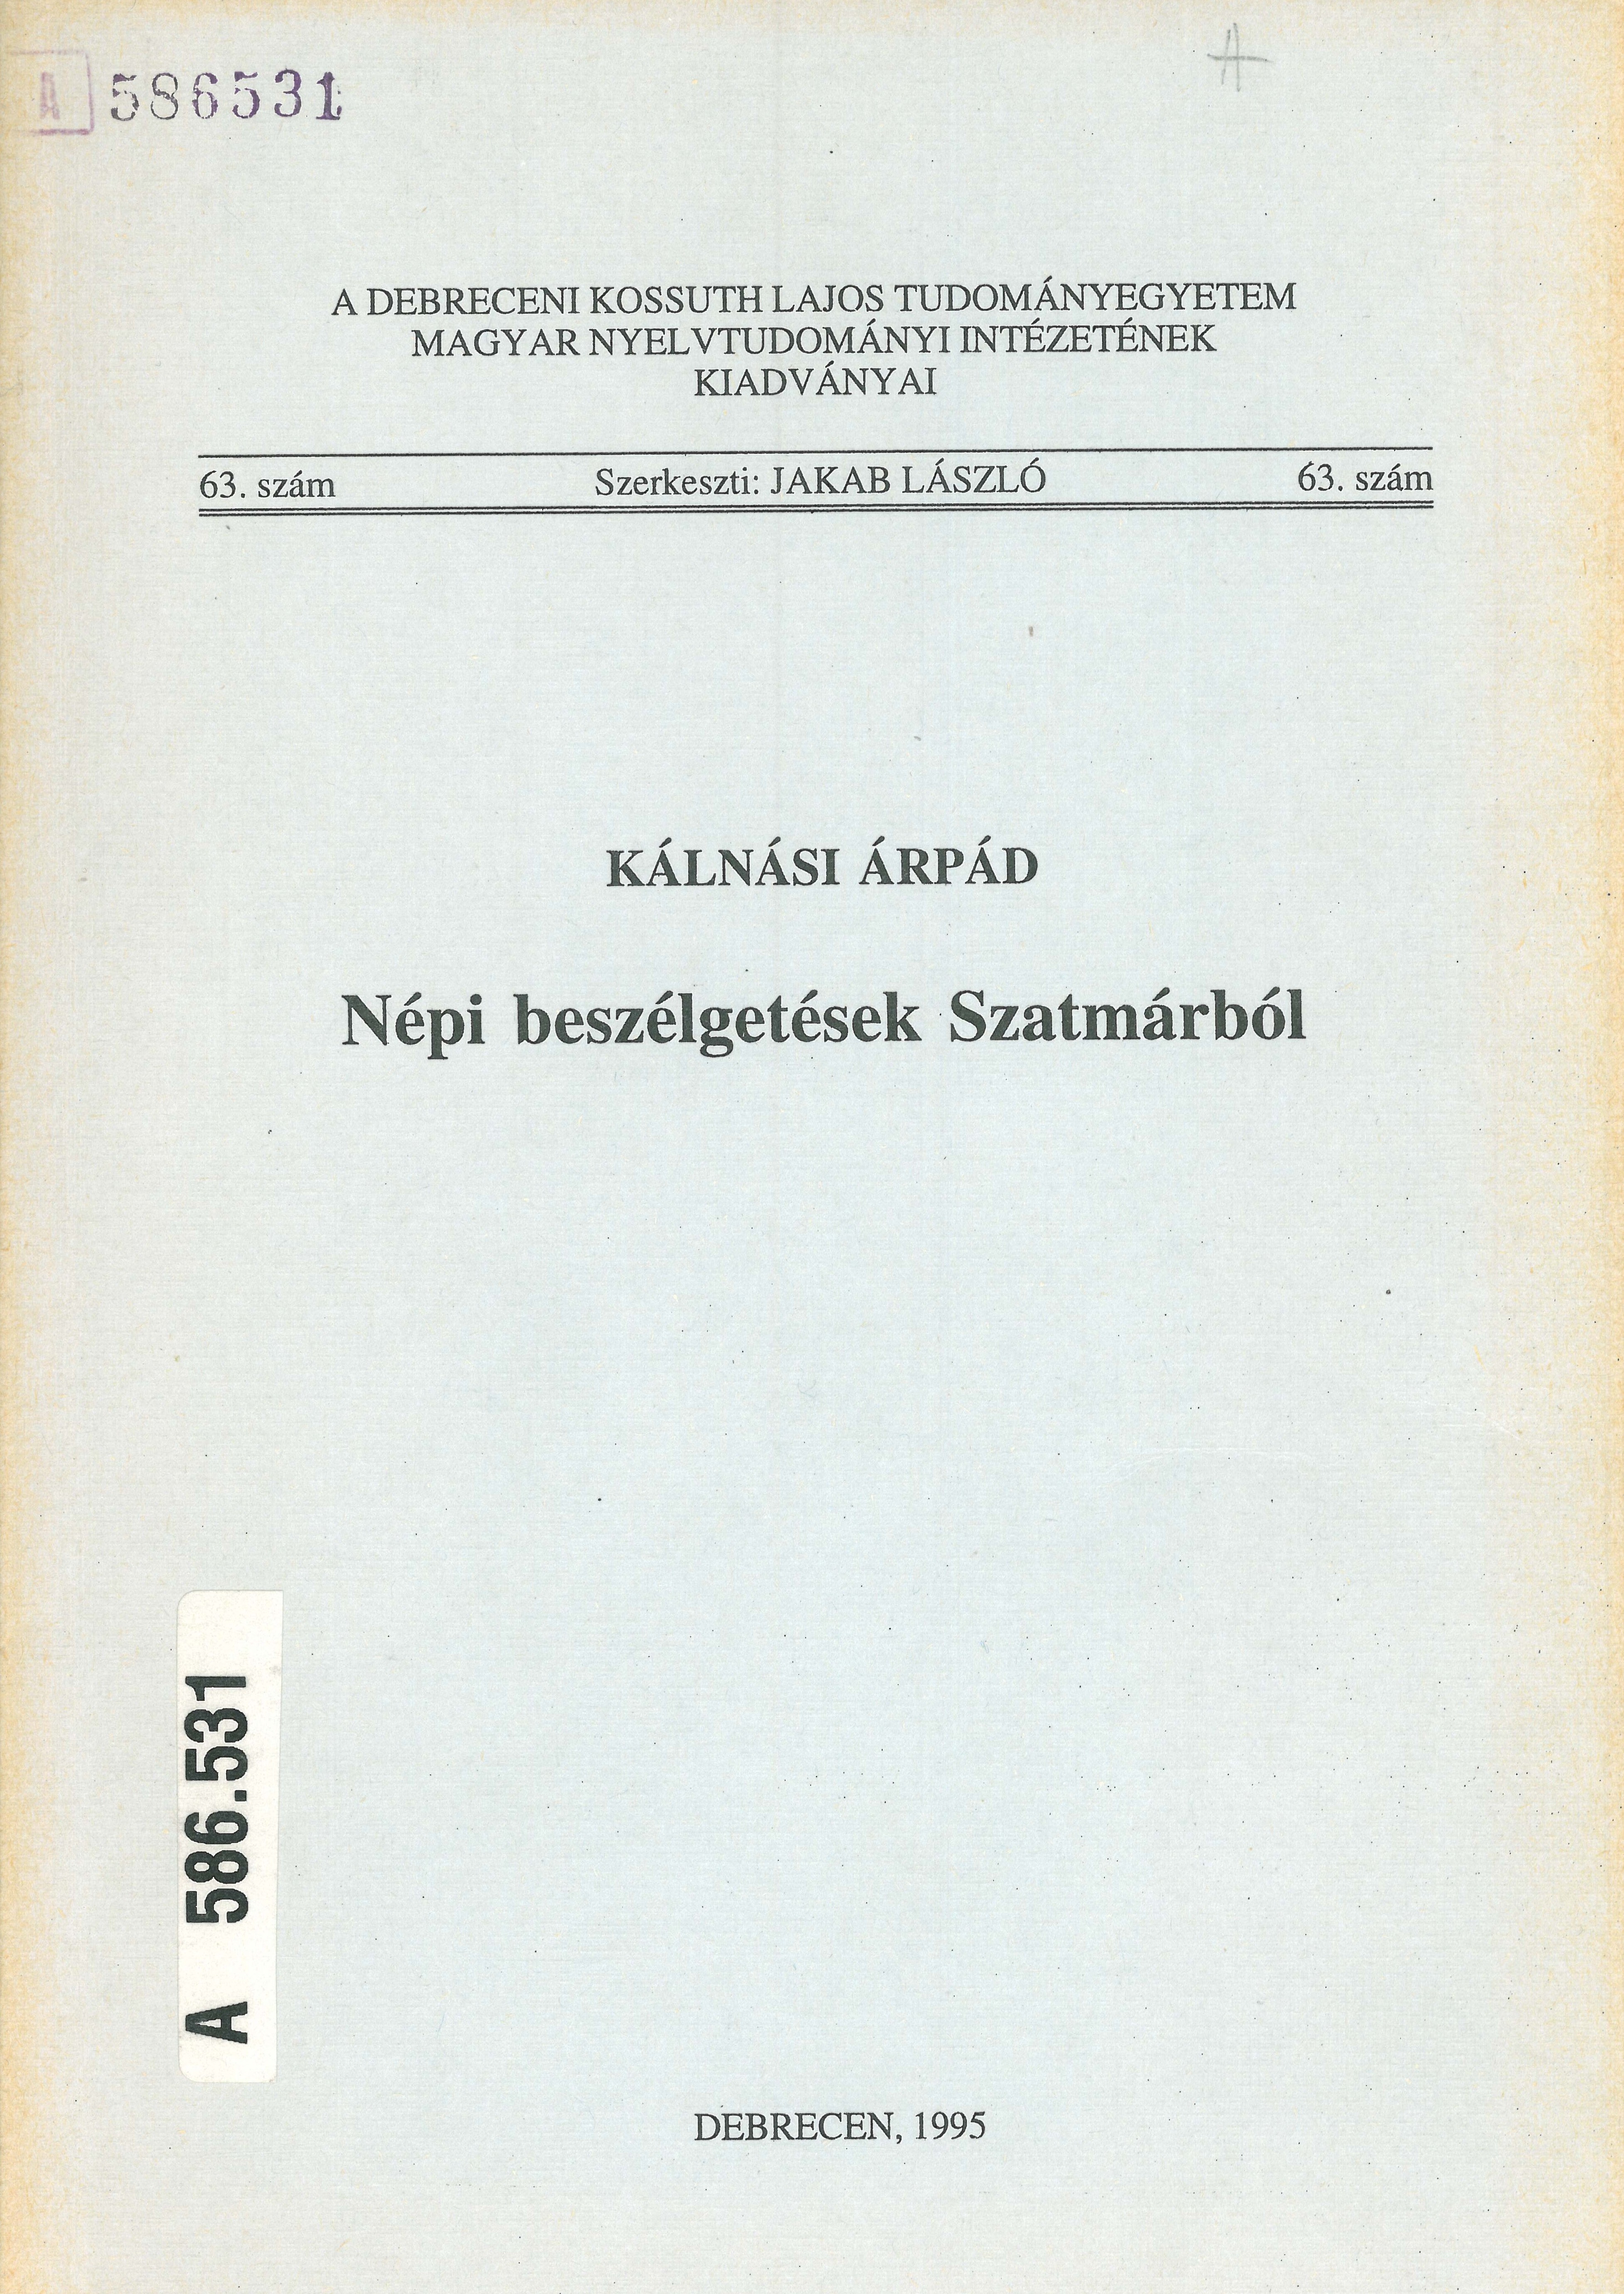 A 586531
A
A DEBRECENI KOSSUTH LAJOS TUDOMÁNYEGYETEM
MAGYAR NYELVTUDOMÁNYI INTÉZETÉNEK
KIADVÁNYAI
63. szám Szerkeszti: JAKAB LÁSZLÓ 63. szám
KÁLNÁSI ÁRPÁD
Népi beszélgetések Szatmárból
A 586.531
DEBRECEN, 1995